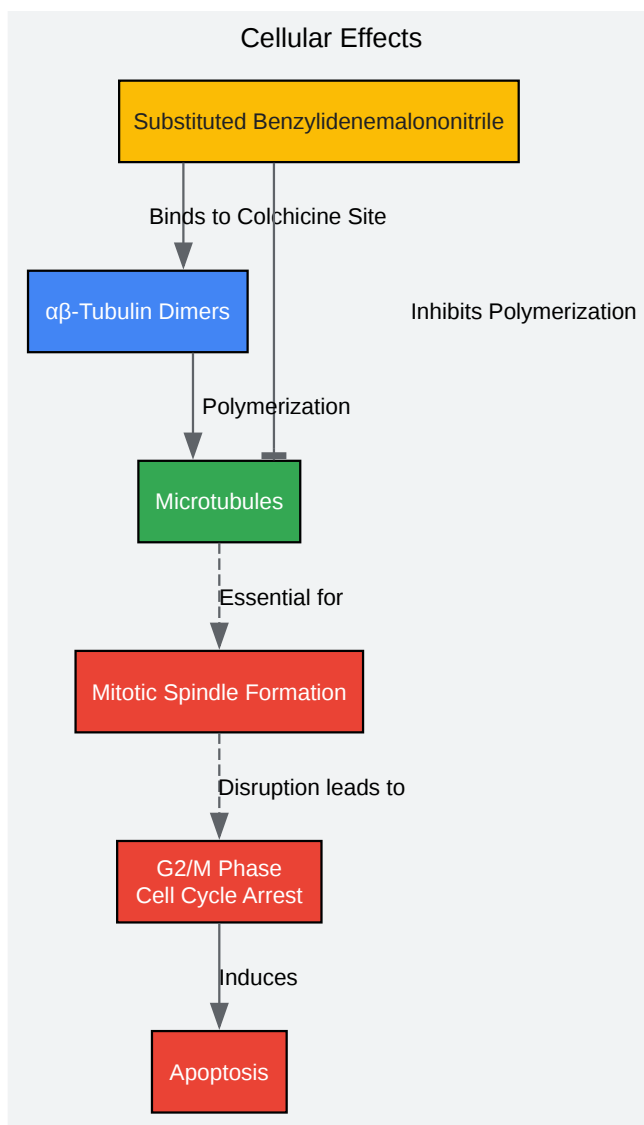 Cellular Effects
Substituted Benzylidenemalononitrile
Binds to Colchicine Site
αβ-Tubulin Dimers
Inhibits Polymerization
Polymerization
Microtubules
Essential for
Mitotic Spindle Formation
Disruption leads to
G2/M Phase
Cell Cycle Arrest
Induces
Apoptosis